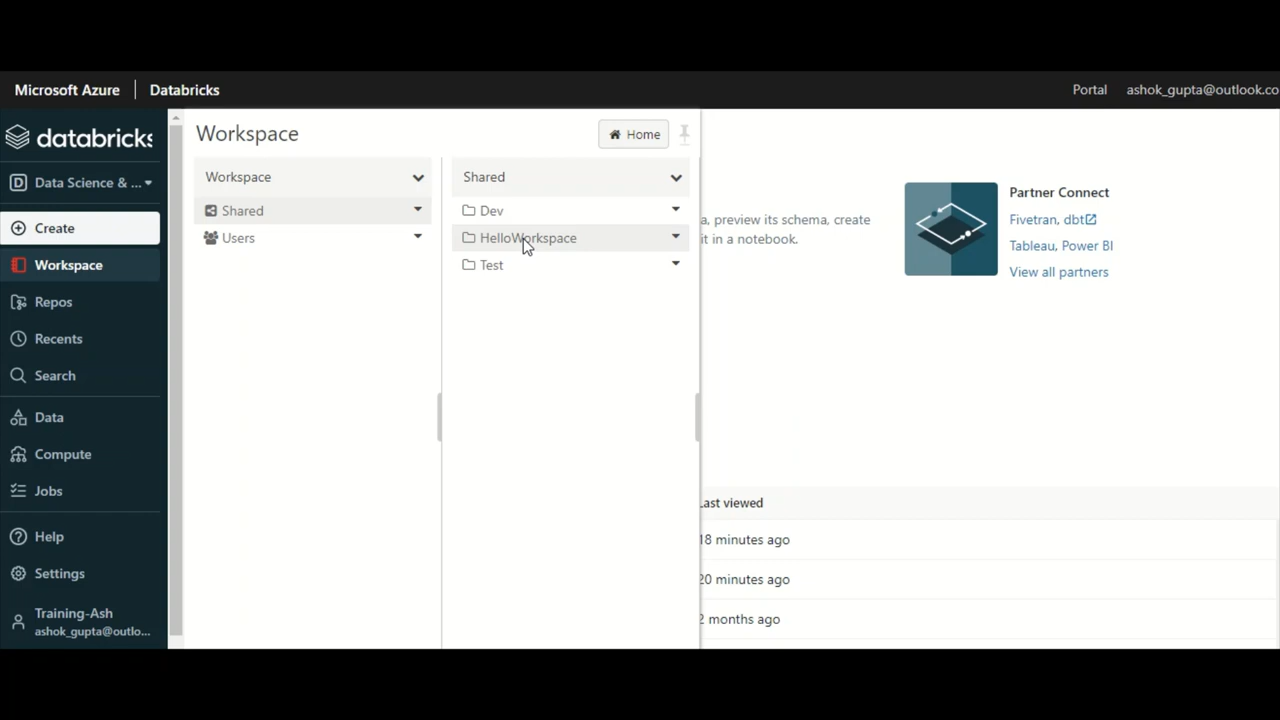 Microsoft Azure Databricks Portal ashok_gupta@outlook.co
databricks
Data Science & ...
Create
Workspace
Repos
Recents
Search
Data
Compute
Jobs
Help
Settings
Training-Ash
ashok_gupta@outlo...
Workspace
Home
Workspace
Shared
Users
Shared
Dev
HelloWorkspace
Test
a, preview its schema, create
it in a notebook.
Partner Connect
Fivetran, dbt
Tableau, Power BI
View all partners
Last viewed
18 minutes ago
20 minutes ago
2 months ago